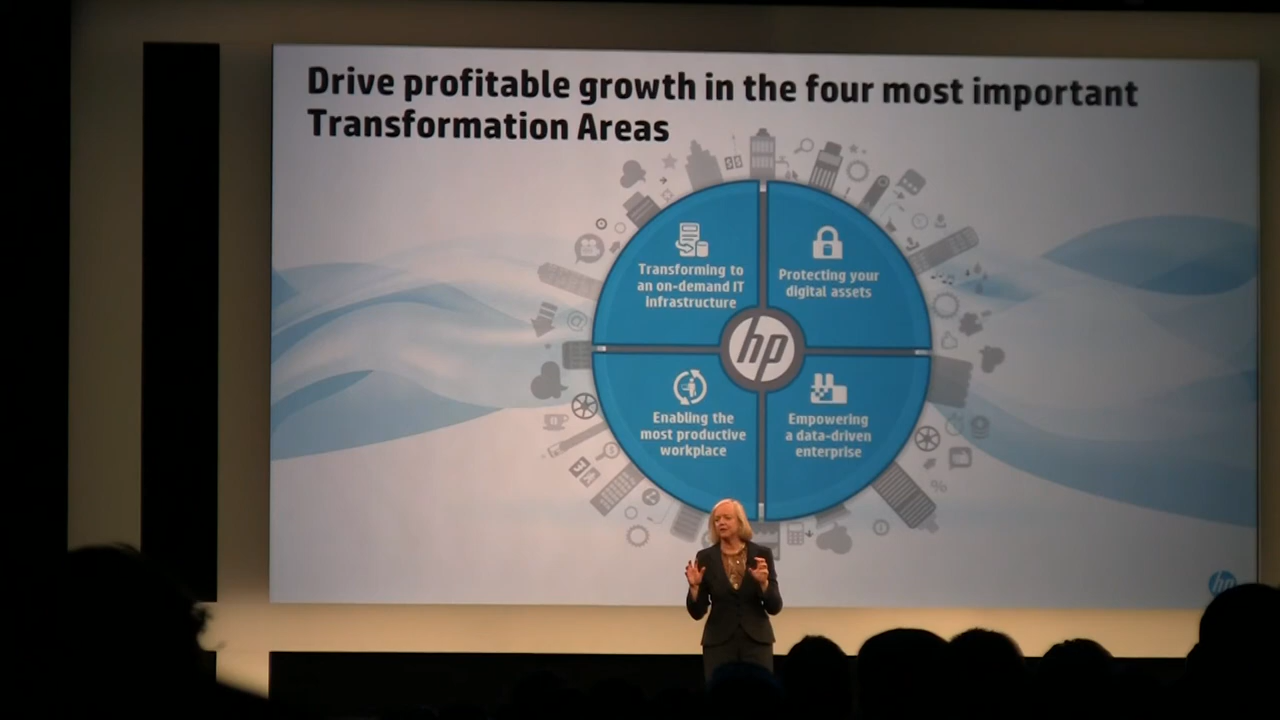 Drive profitable growth in the four most important
Transformation Areas
Transforming to
an on-demand IT
infrastructure
Protecting your
digital assets
hp
Enabling the
most productive
workplace
Empowering
a data-driven
enterprise
hp